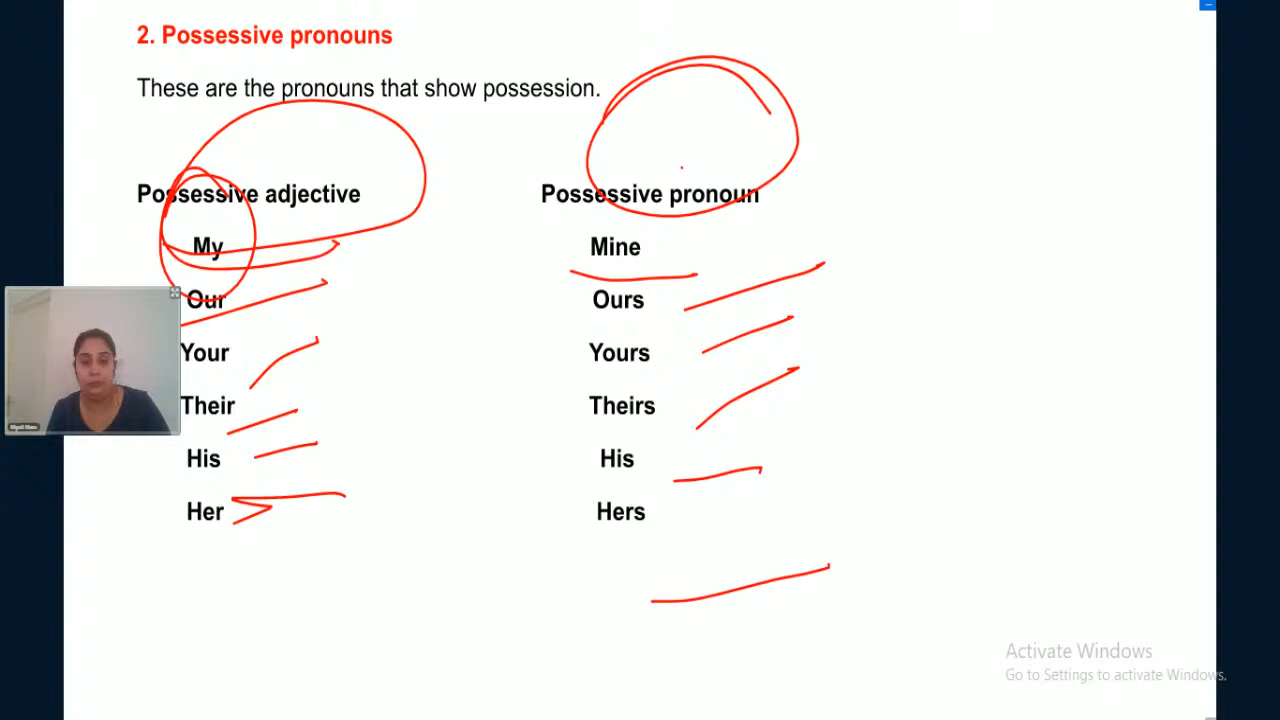 2. Possessive pronouns
These are the pronouns that show possession.
Possessive adjective Possessive pronoun
My Mine
Our Ours
Your Yours
Their Theirs
His His
Her Hers
Activate Windows
Go to Settings to activate Windows.